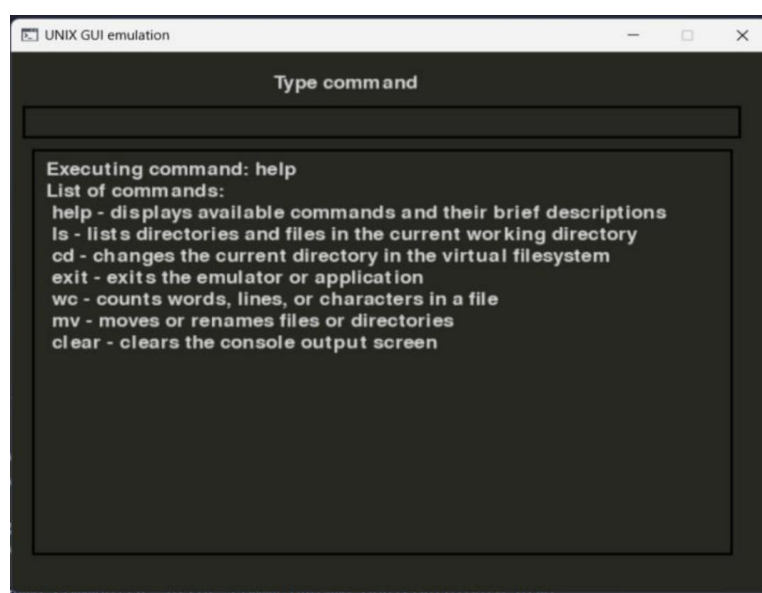 UNIX GUI emulation
Type command
Executing command: help
List of commands:
help - displays available commands and their brief descriptions
ls - lists directories and files in the current working directory
cd - changes the current directory in the virtual filesystem
exit - exits the emulator or application
wc - counts words, lines, or characters in a file
mv - moves or renames files or directories
clear - clears the console output screen